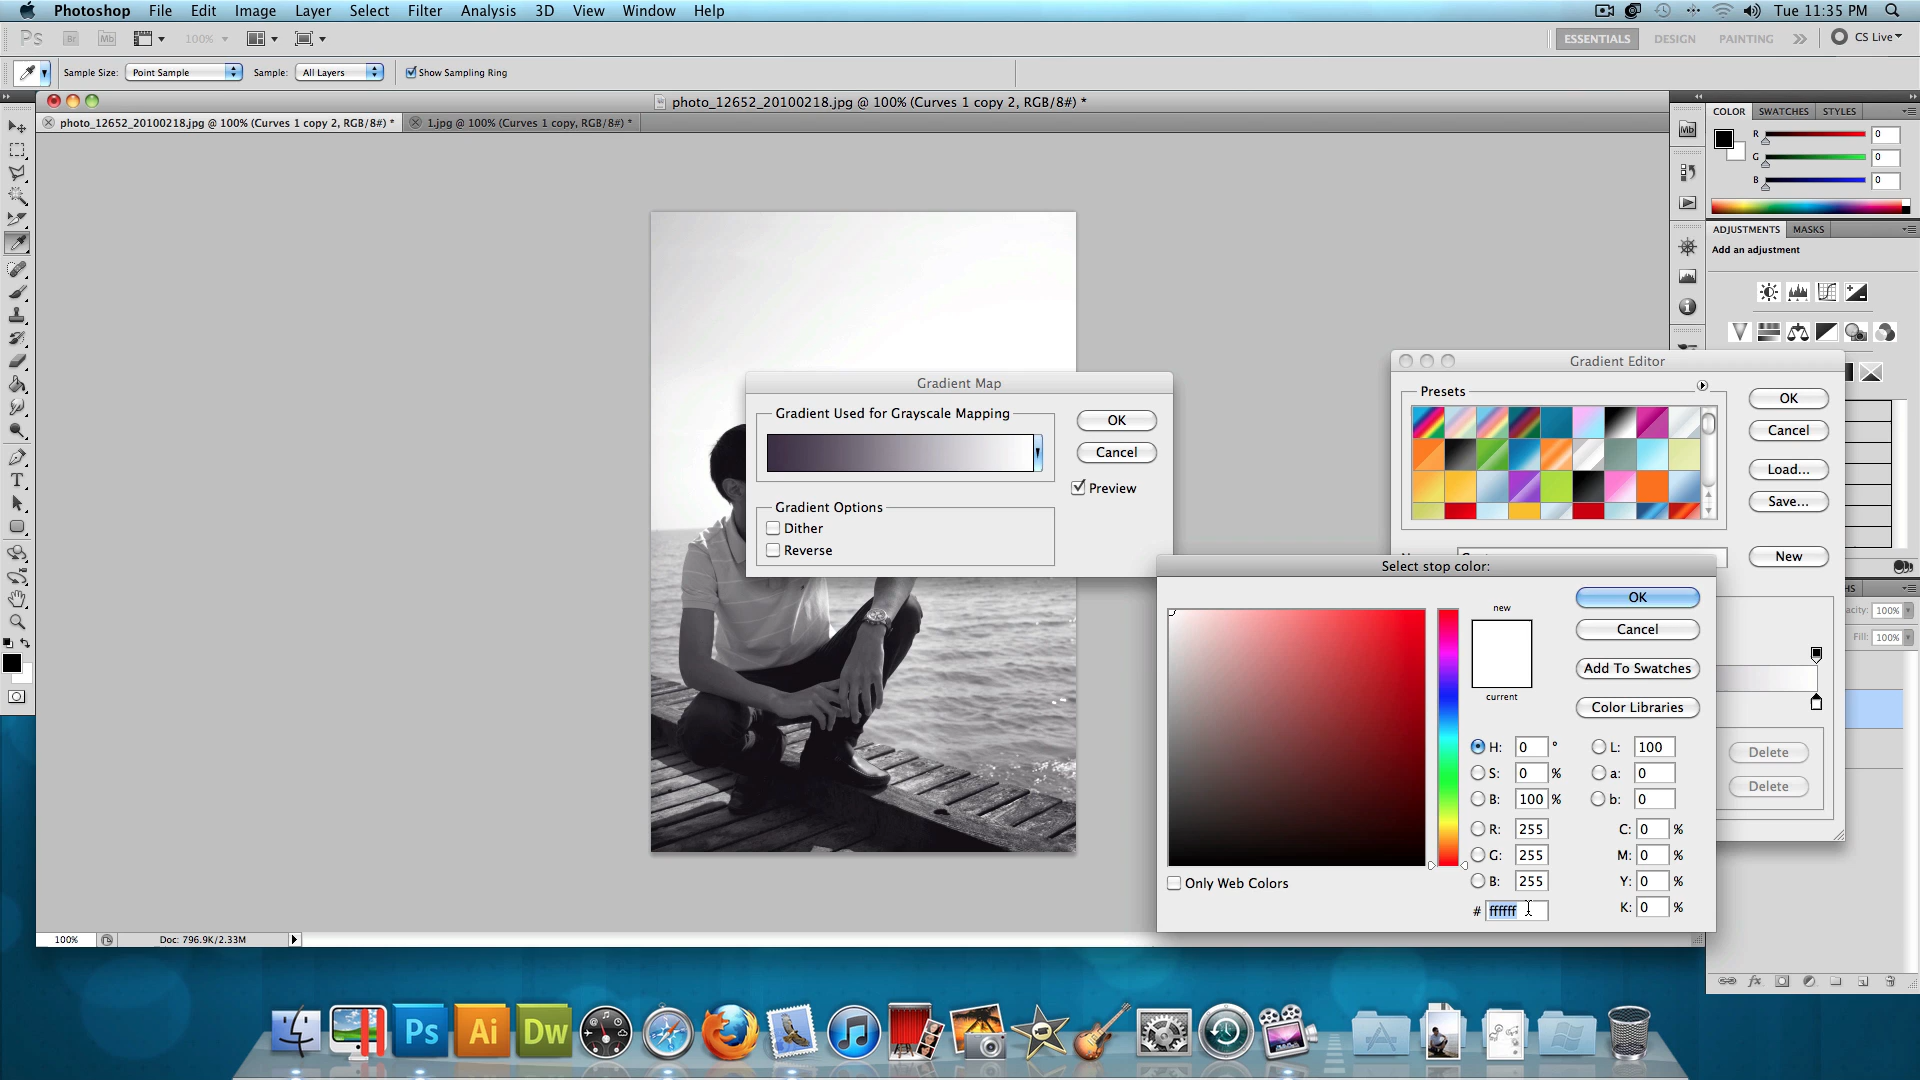 Photoshop File Edit Image Layer Select Filter Analysis 3D View Window Help Tue 11:35 PM
Ps Br Mb 100% ESSENTIALS DESIGN PAINTING CS Live
Sample Size: Point Sample Sample: All Layers Show Sampling Ring
photo_12652_20100218.jpg @ 100% (Curves 1 copy 2, RGB/8#) *
photo_12652_20100218.jpg @ 100% (Curves 1 copy 2, RGB/8#) * 1.jpg @ 100% (Curves 1 copy, RGB/8#) *
COLOR SWATCHES STYLES
Mb
R 0
G 0
B 0
ADJUSTMENTS MASKS
Add an adjustment
Gradient Editor
Presets
OK
Cancel
Load...
Save...
New
Gradient Map
Gradient Used for Grayscale Mapping
OK
Cancel
Preview
Gradient Options
Dither
Reverse
Select stop color:
new
current
OK
Cancel
Add To Swatches
Color Libraries
H: 0 ° L: 100
S: 0 % a: 0
B: 100 % b: 0
R: 255 C: 0 %
G: 255 M: 0 %
B: 255 Y: 0 %
# ffffff K: 0 %
Only Web Colors
100%
Fill: 100%
Delete
Delete
100% Doc: 796.9K/2.33M
fx
Ps Ai Dw